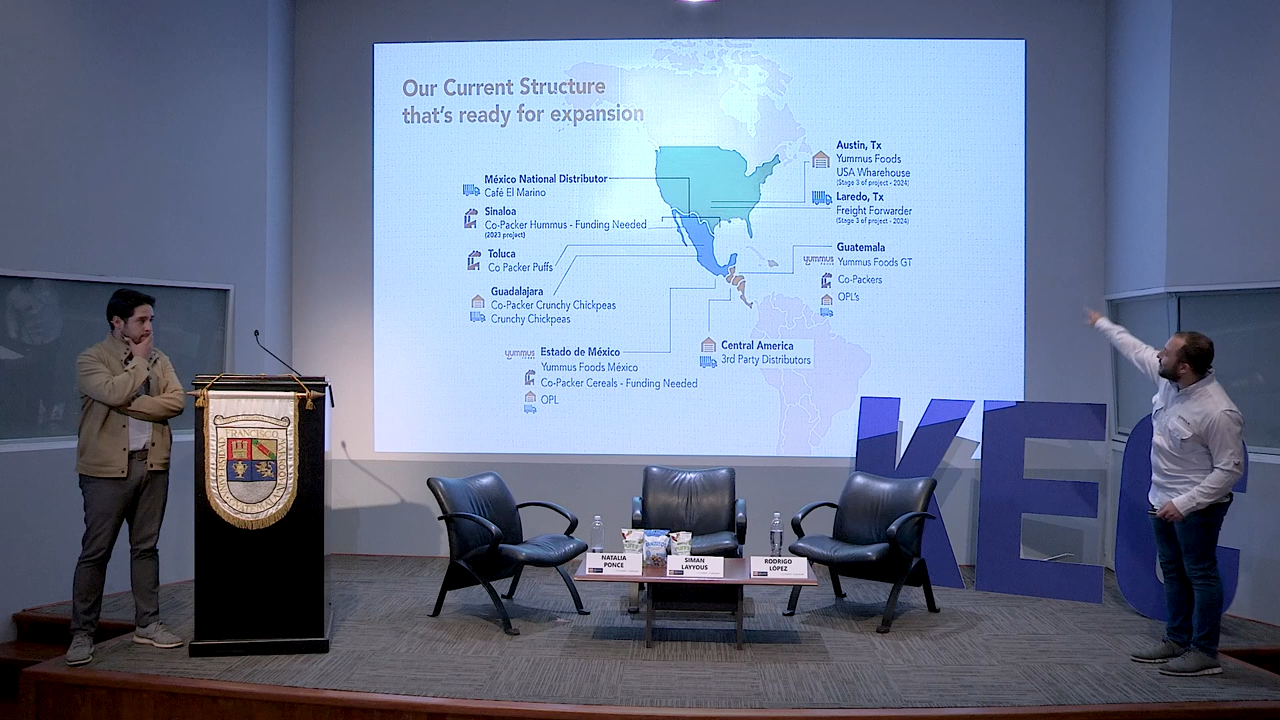 Our Current Structure
that's ready for expansion
México National Distributor
Café El Marino
Sinaloa
Co-Packer Hummus - Funding Needed
(2023 project)
Toluca
Co Packer Puffs
Guadalajara
Co-Packer Crunchy Chickpeas
Crunchy Chickpeas
yummus
Estado de México
Yummus Foods México
Co-Packer Cereals - Funding Needed
OPL
Austin, Tx
Yummus Foods
USA Wharehouse
(Stage 3 of project - 2024)
Laredo, Tx
Freight Forwarder
(Stage 3 of project - 2024)
Guatemala
yummus
Yummus Foods GT
Co-Packers
OPL's
Central America
3rd Party Distributors
KEC
FRANCISCO
NATALIA
PONCE
SIMAN
LAYYOUS
RODRIGO
LÓPEZ